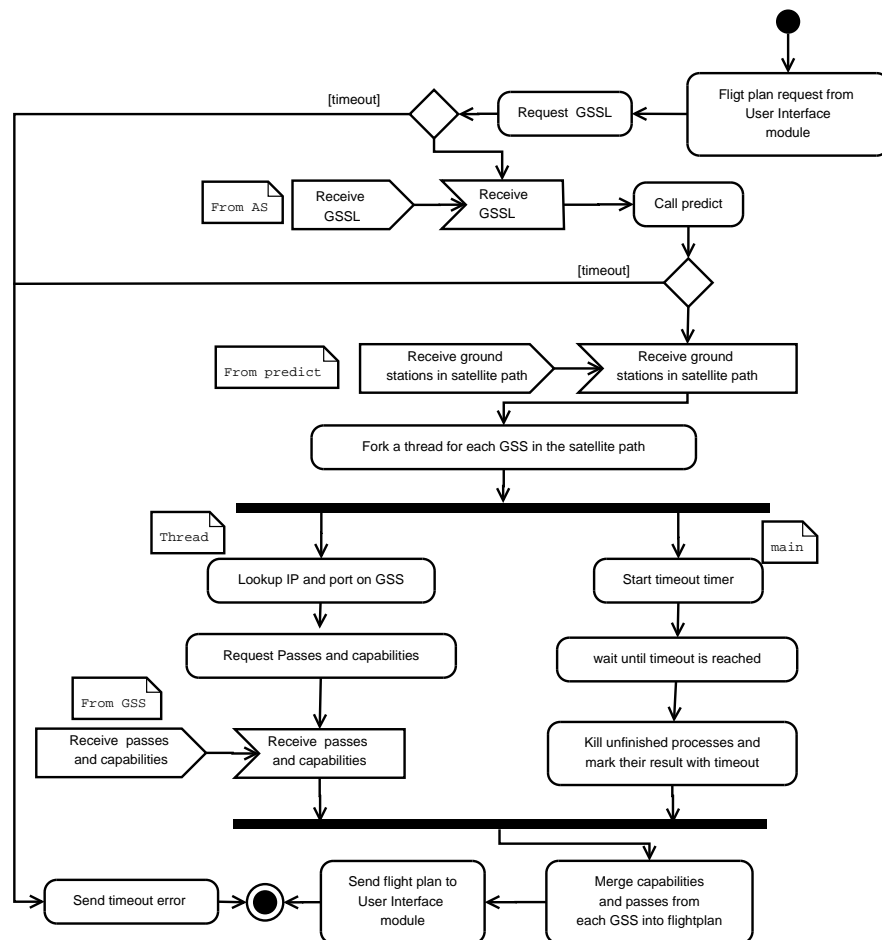 Fligt plan request from
User Interface
module
[timeout]
Request GSSL
From AS
Receive
GSSL
Receive
GSSL
Call predict
[timeout]
From predict
Receive ground
stations in satellite path
Receive ground
stations in satellite path
Fork a thread for each GSS in the satellite path
Thread
main
Lookup IP and port on GSS
Start timeout timer
Request Passes and capabilities
wait until timeout is reached
From GSS
Receive passes
and capabilities
Receive passes
and capabilities
Kill unfinished processes and
mark their result with timeout
Send timeout error
Send flight plan to
User Interface
module
Merge capabilities
and passes from
each GSS into flightplan